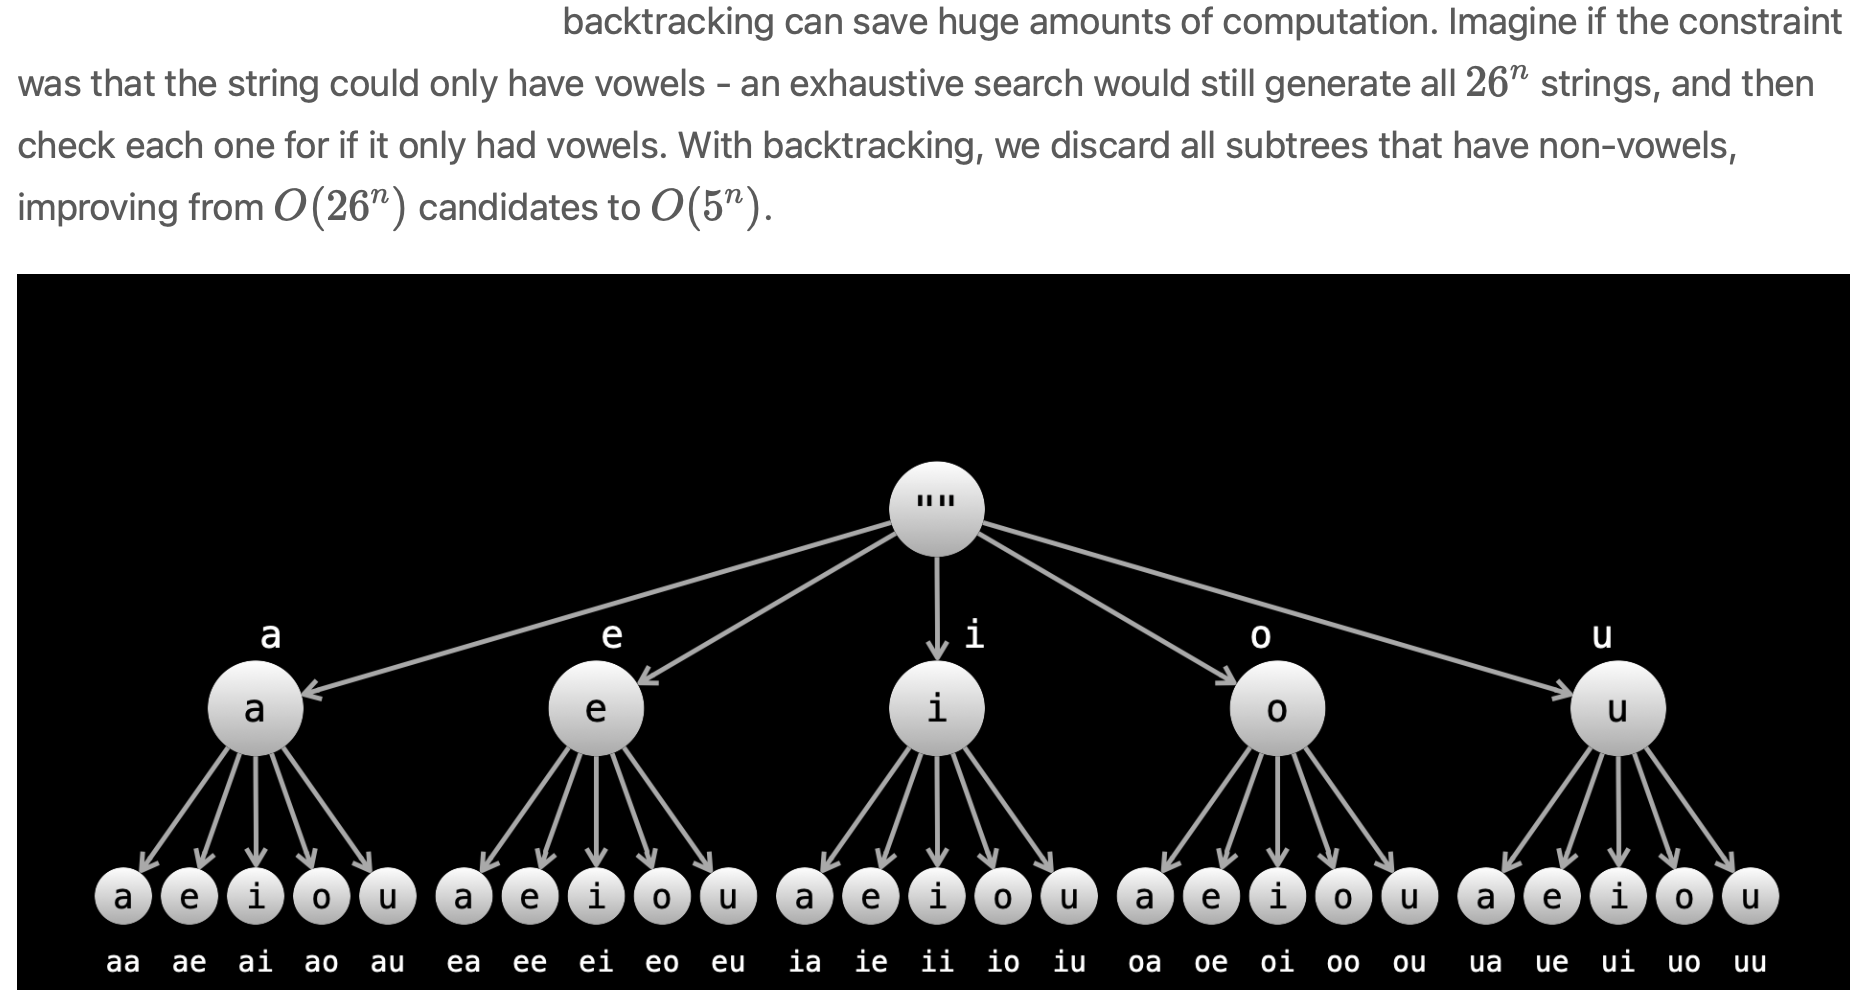 backtracking can save huge amounts of computation. Imagine if the constraint
was that the string could only have vowels - an exhaustive search would still generate all 26ⁿ strings, and then
check each one for if it only had vowels. With backtracking, we discard all subtrees that have non-vowels,
improving from O(26ⁿ) candidates to O(5ⁿ).
""
a e i o u
a e i o u
a e i o u a e i o u a e i o u a e i o u a e i o u
aa ae ai ao au ea ee ei eo eu ia ie ii io iu oa oe oi oo ou ua ue ui uo uu